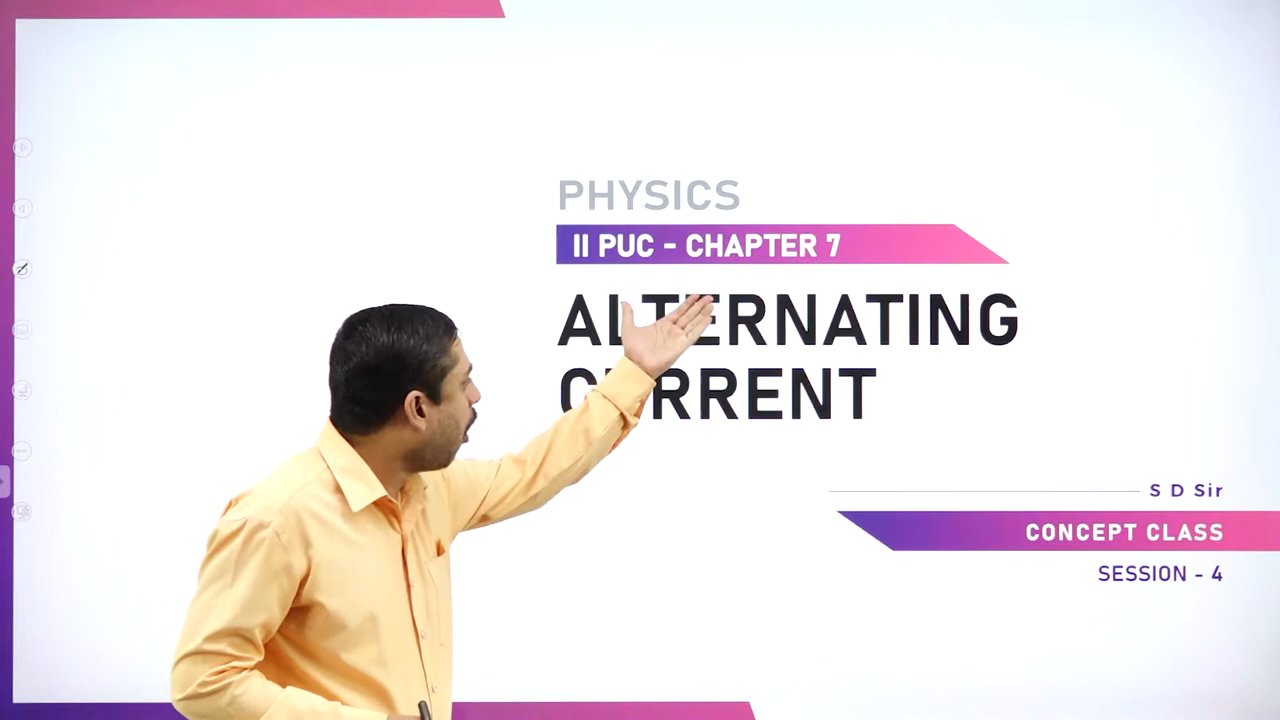 PHYSICS
II PUC - CHAPTER 7
ALTERNATING
CURRENT
S D Sir
CONCEPT CLASS
SESSION - 4